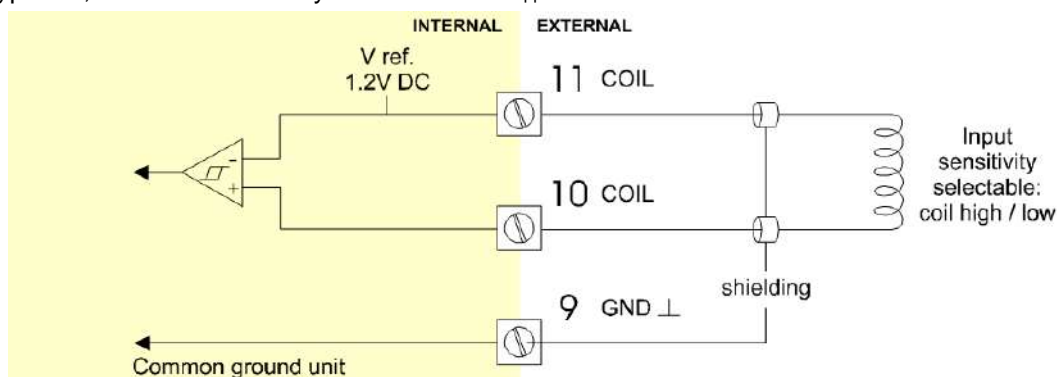 INTERNAL EXTERNAL
V ref.
1.2V DC
11 COIL
-
+
10 COIL
Input
sensitivity
selectable:
coil high / low
shielding
9 GND ⊥
Common ground unit